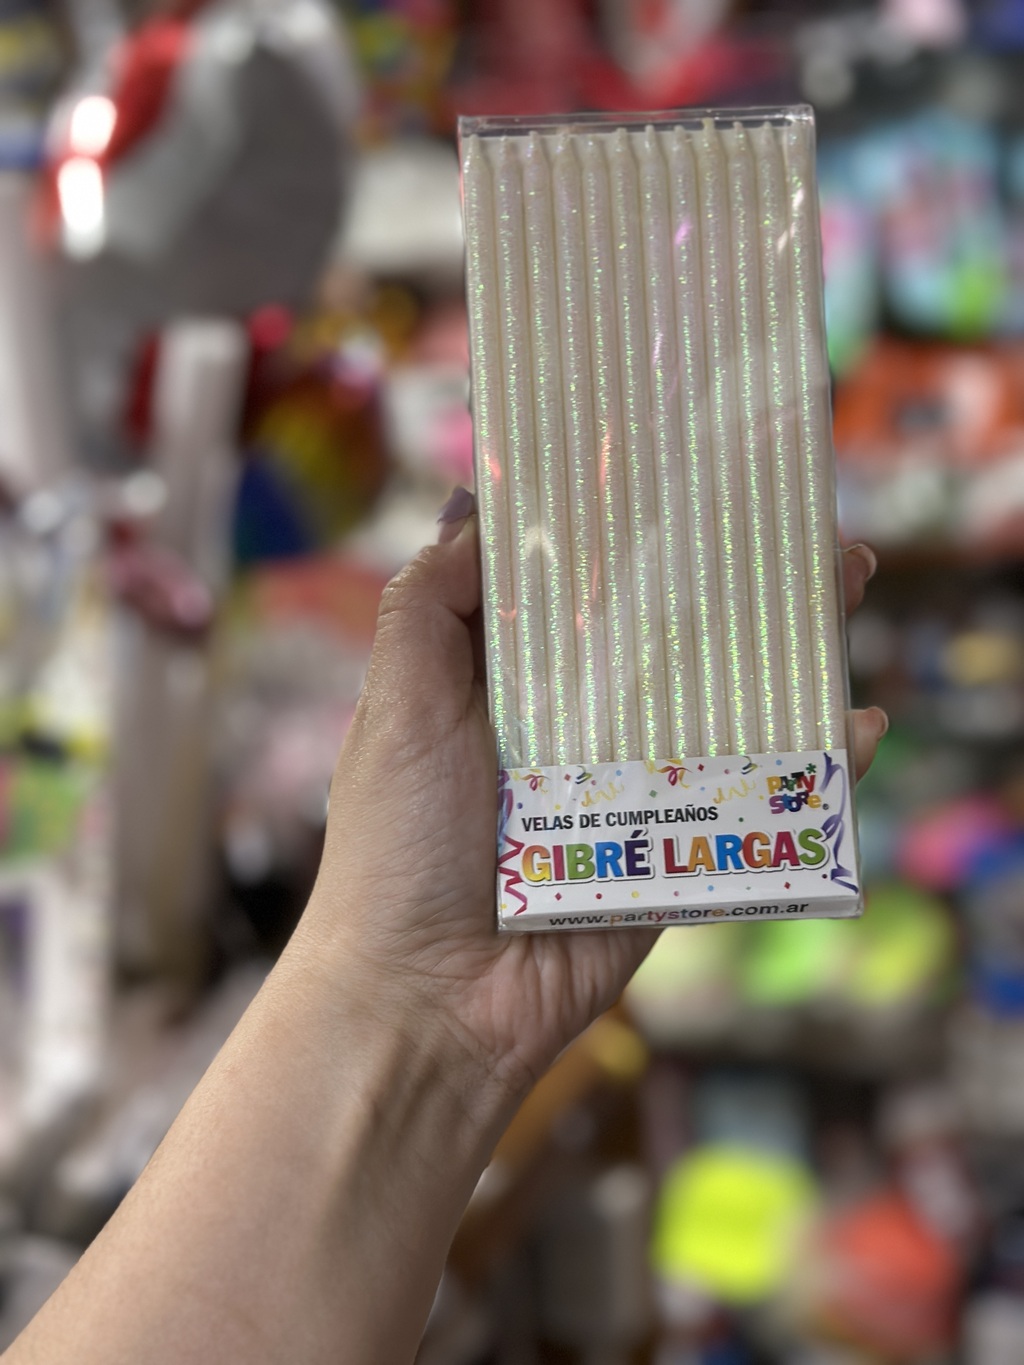 PARTY
STORE
VELAS DE CUMPLEAÑOS
GIBRÉ LARGAS
www.partystore.com.ar